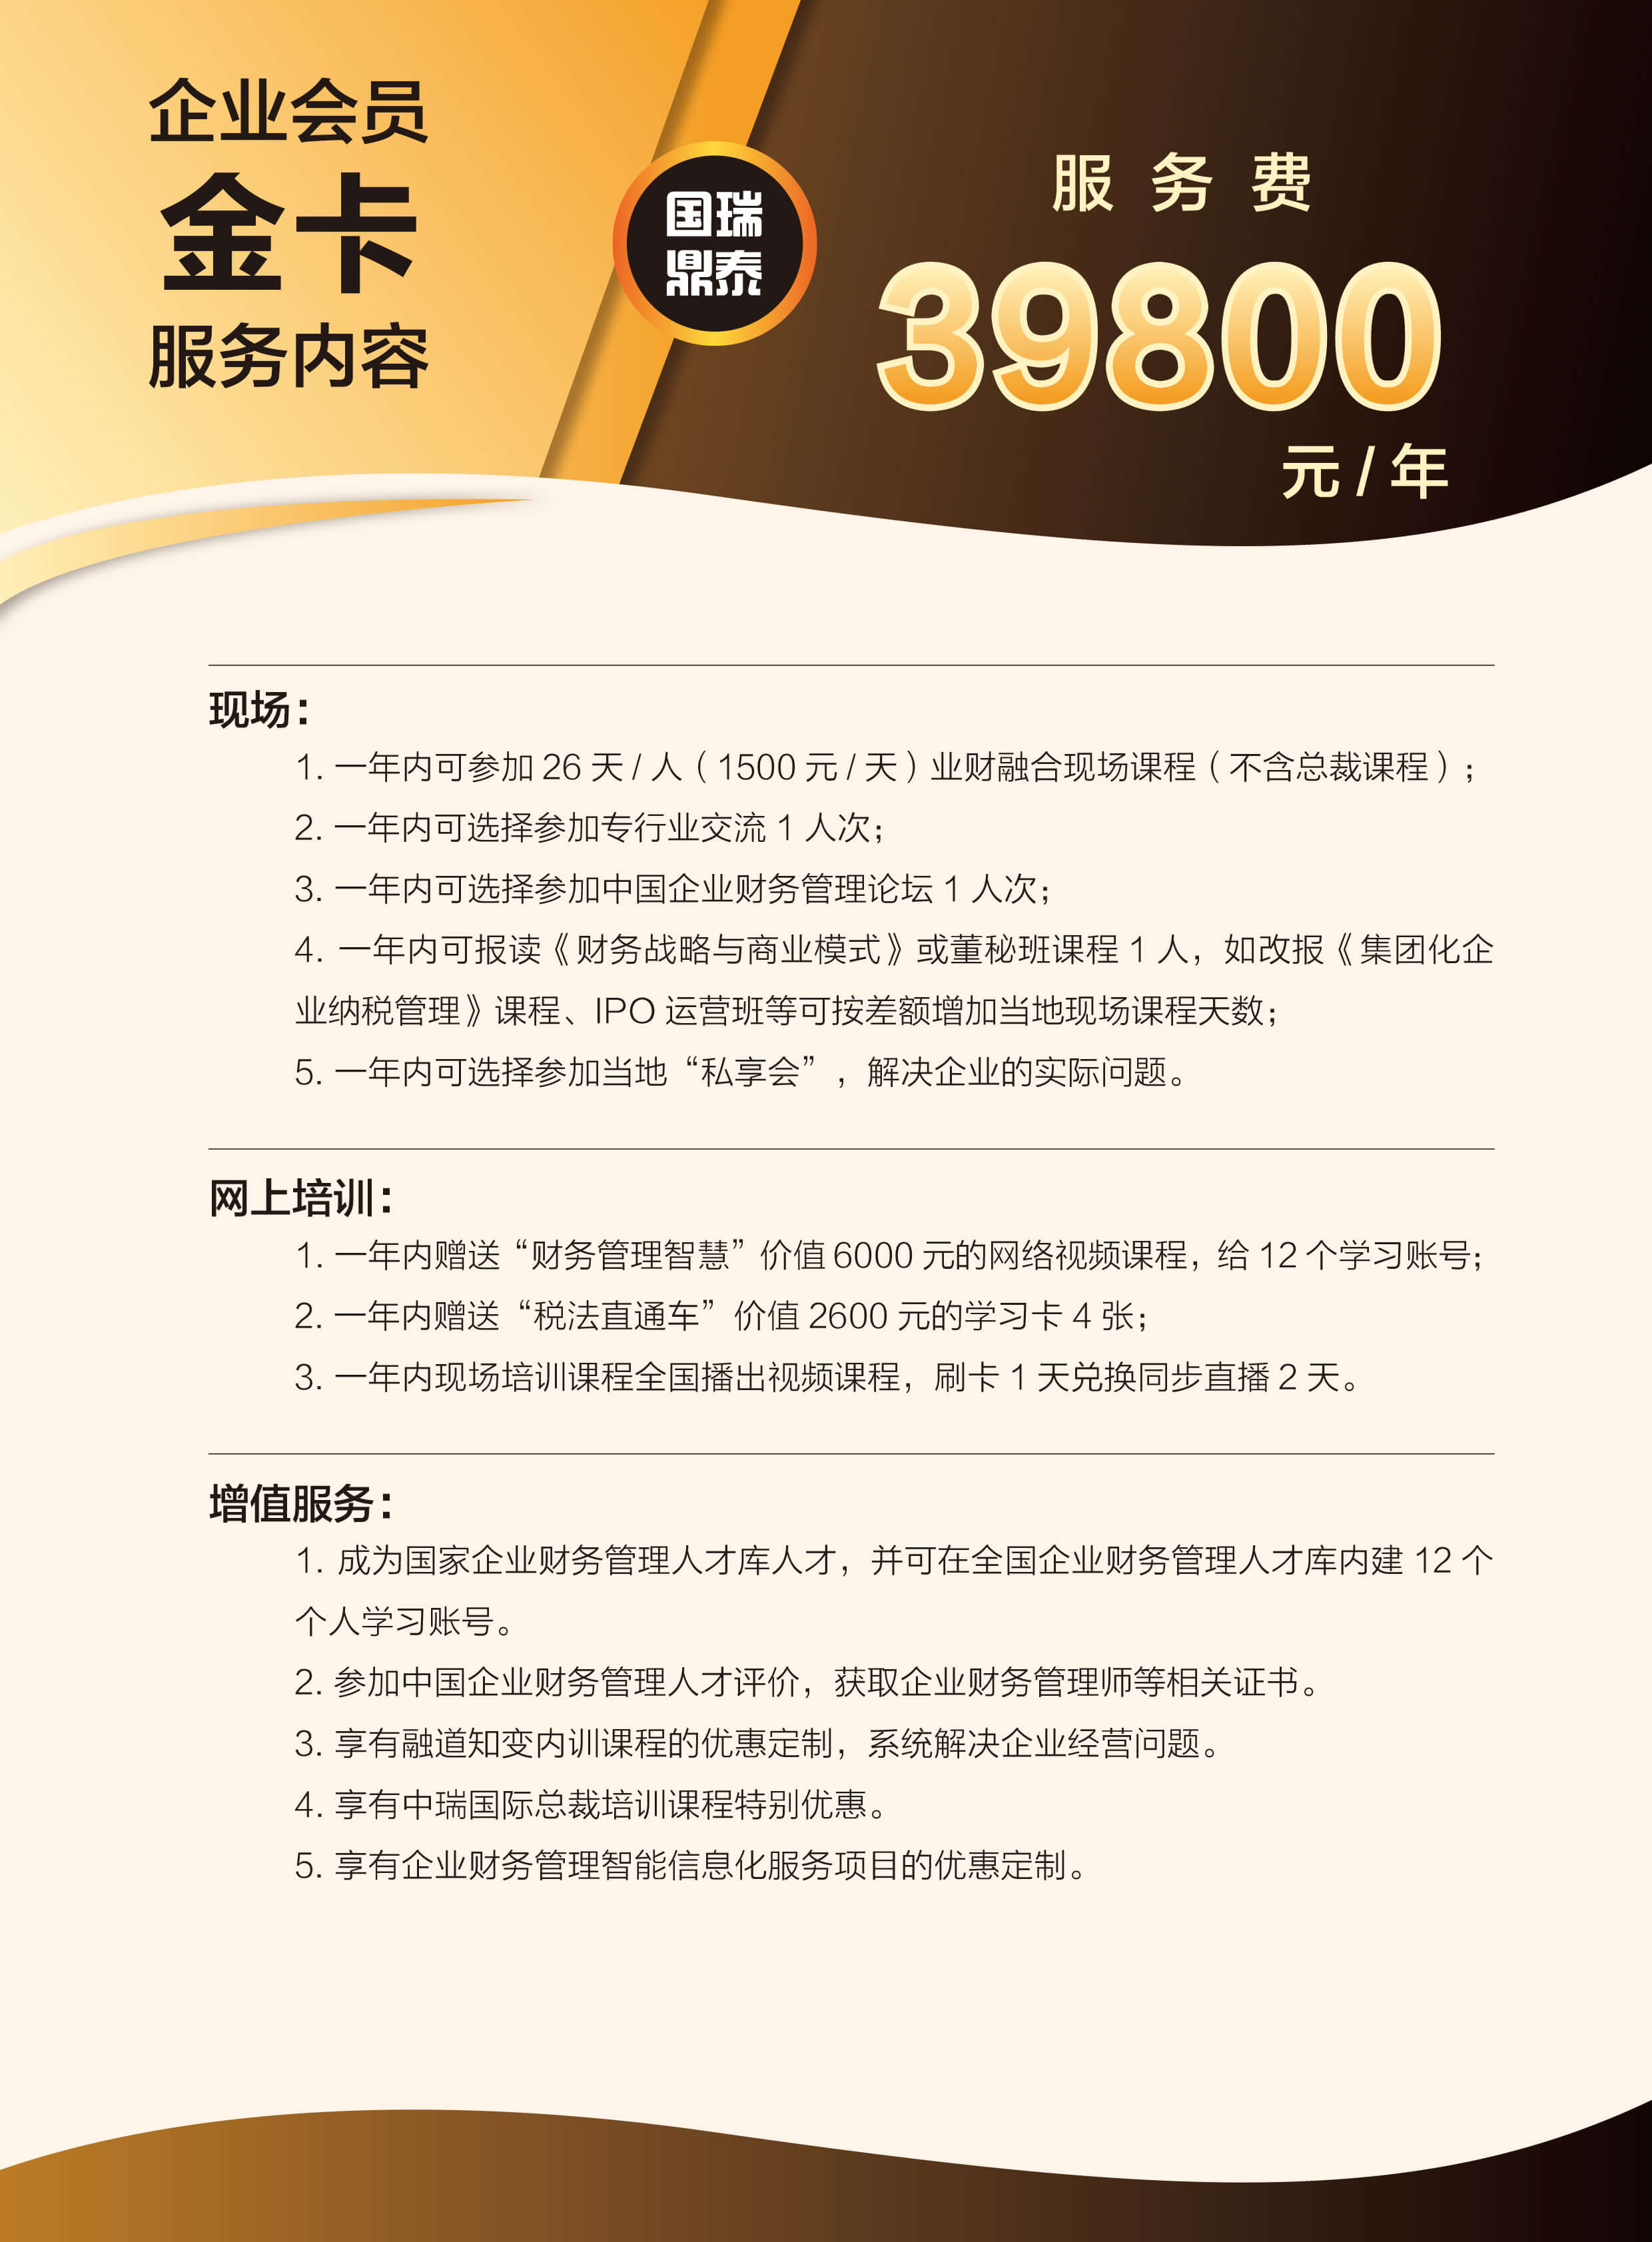 企业会员
金卡
服务内容
国瑞
鼎泰
服务费
39800
元/年
现场：
1. 一年内可参加 26 天 / 人（1500 元 / 天）业财融合现场课程（不含总裁课程）；
2. 一年内可选择参加专行业交流 1 人次；
3. 一年内可选择参加中国企业财务管理论坛 1 人次；
4. 一年内可报读《财务战略与商业模式》或董秘班课程 1 人，如改报《集团化企
业纳税管理》课程、IPO 运营班等可按差额增加当地现场课程天数；
5. 一年内可选择参加当地“私享会”，解决企业的实际问题。
网上培训：
1. 一年内赠送“财务管理智慧”价值 6000 元的网络视频课程，给 12 个学习账号；
2. 一年内赠送“税法直通车”价值 2600 元的学习卡 4 张；
3. 一年内现场培训课程全国播出视频课程，刷卡 1 天兑换同步直播 2 天。
增值服务：
1. 成为国家企业财务管理人才库人才，并可在全国企业财务管理人才库内建 12 个
个人学习账号。
2. 参加中国企业财务管理人才评价，获取企业财务管理师等相关证书。
3. 享有融道知变内训课程的优惠定制，系统解决企业经营问题。
4. 享有中瑞国际总裁培训课程特别优惠。
5. 享有企业财务管理智能信息化服务项目的优惠定制。